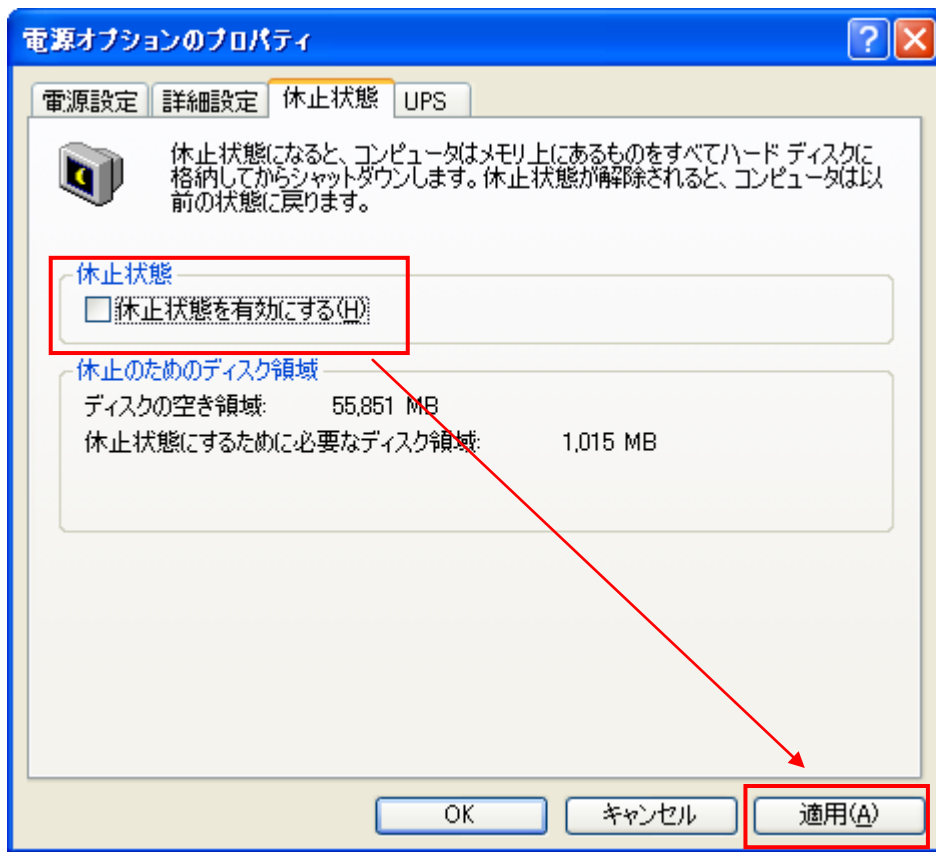 電源オプションのプロパティ
電源設定 詳細設定 休止状態 UPS
休止状態になると、コンピュータはメモリ上にあるものをすべてハード ディスクに
格納してからシャットダウンします。休止状態が解除されると、コンピュータは以
前の状態に戻ります。
休止状態
休止状態を有効にする(H)
休止のためのディスク領域
ディスクの空き領域: 55,851 MB
休止状態にするために必要なディスク領域: 1,015 MB
OK キャンセル 適用(A)